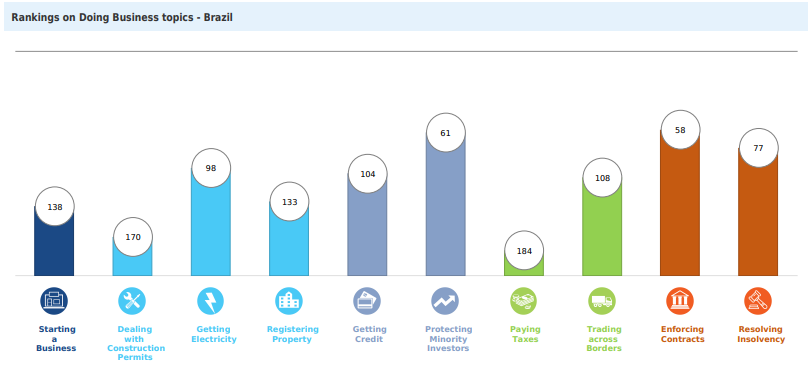 Rankings on Doing Business topics - Brazil
138
170
98
133
104
61
184
108
58
77
Starting
a
Business
Dealing
with
Construction
Permits
Getting
Electricity
Registering
Property
Getting
Credit
Protecting
Minority
Investors
Paying
Taxes
Trading
across
Borders
Enforcing
Contracts
Resolving
Insolvency